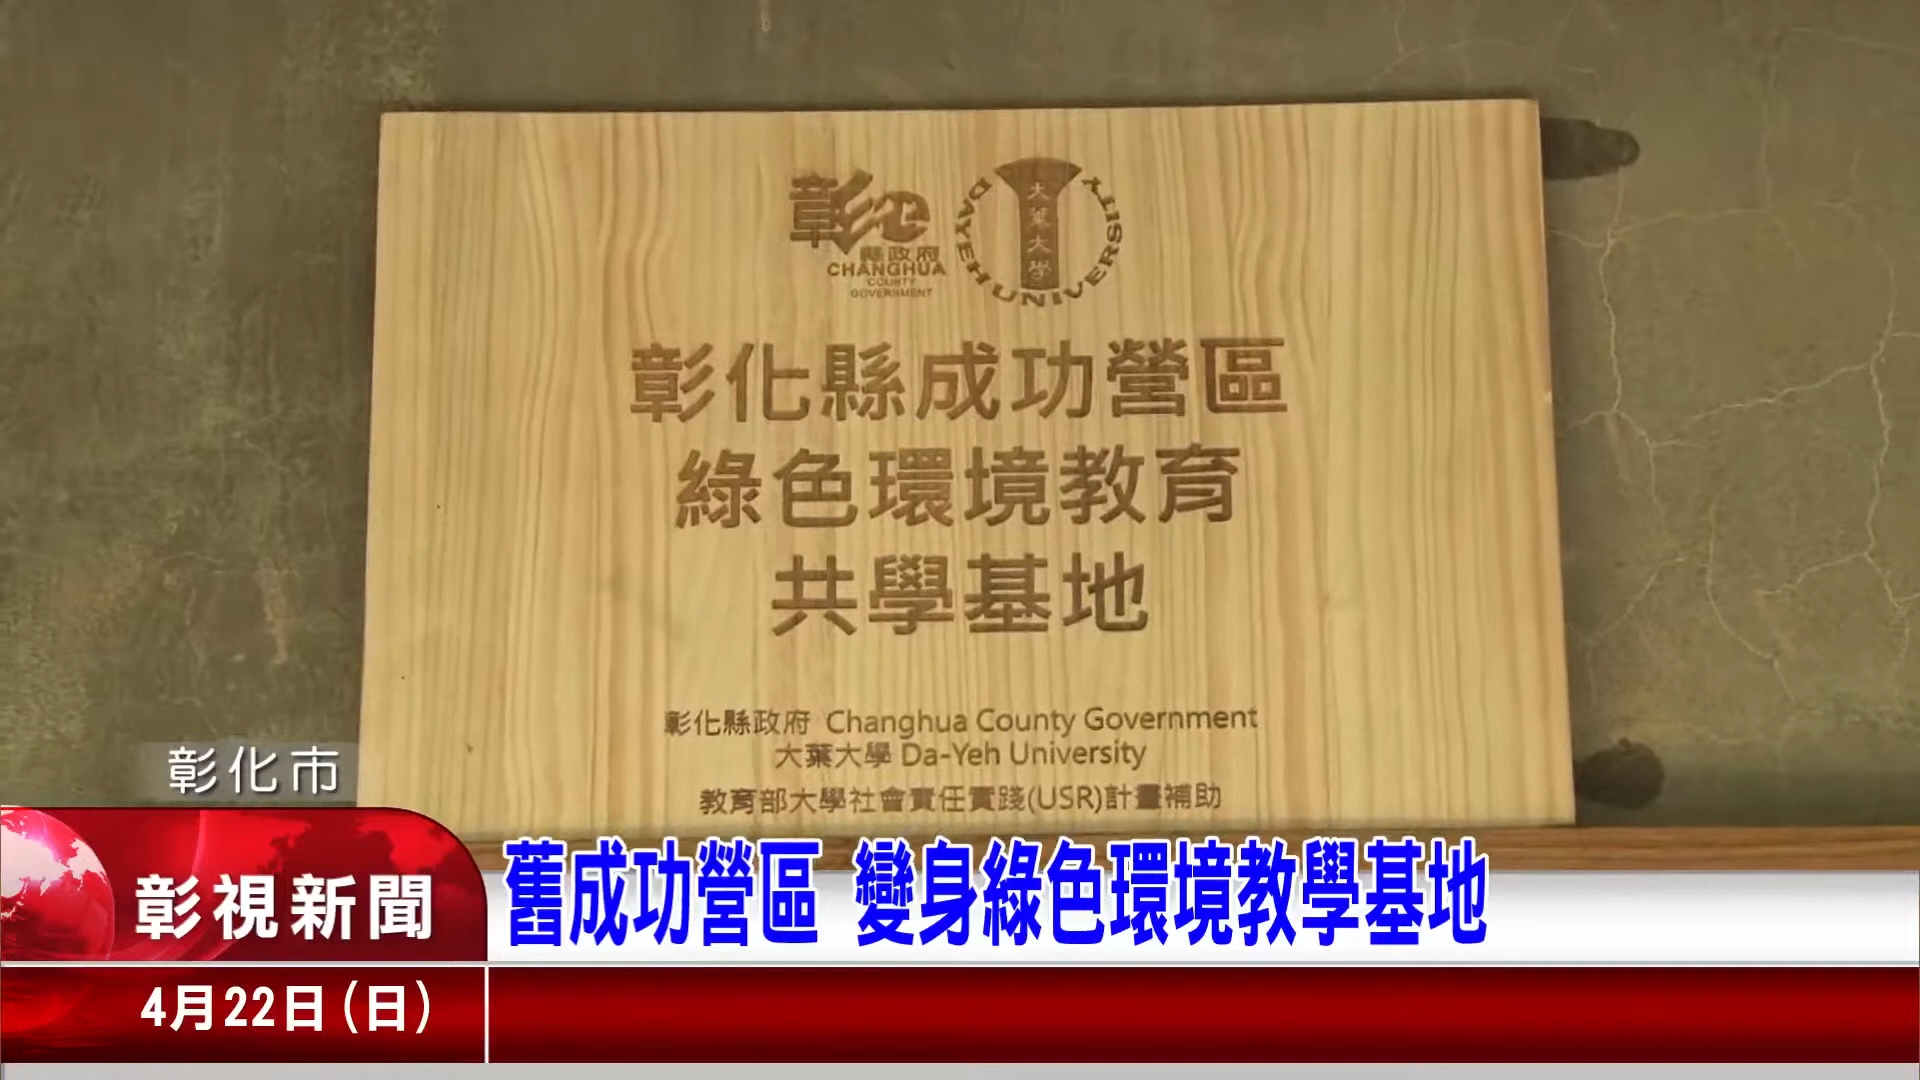 彰化
縣政府
CHANGHUA
COUNTY
GOVERNMENT
大葉大學
DAYEH UNIVERSITY
彰化縣成功營區
綠色環境教育
共學基地
彰化縣政府 Changhua County Government
大葉大學 Da-Yeh University
教育部大學社會責任實踐(USR)計畫補助
彰化市
彰視新聞
舊成功營區 變身綠色環境教學基地
4月22日(日)